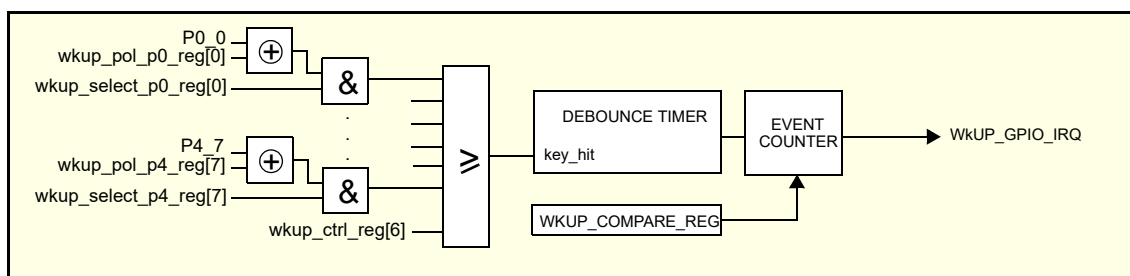 P0_0
wkup_pol_p0_reg[0]
wkup_select_p0_reg[0]
&
P4_7
wkup_pol_p4_reg[7]
wkup_select_p4_reg[7]
&
wkup_ctrl_reg[6]
≥
DEBOUNCE TIMER
key_hit
EVENT
COUNTER
WkUP_GPIO_IRQ
WKUP_COMPARE_REG